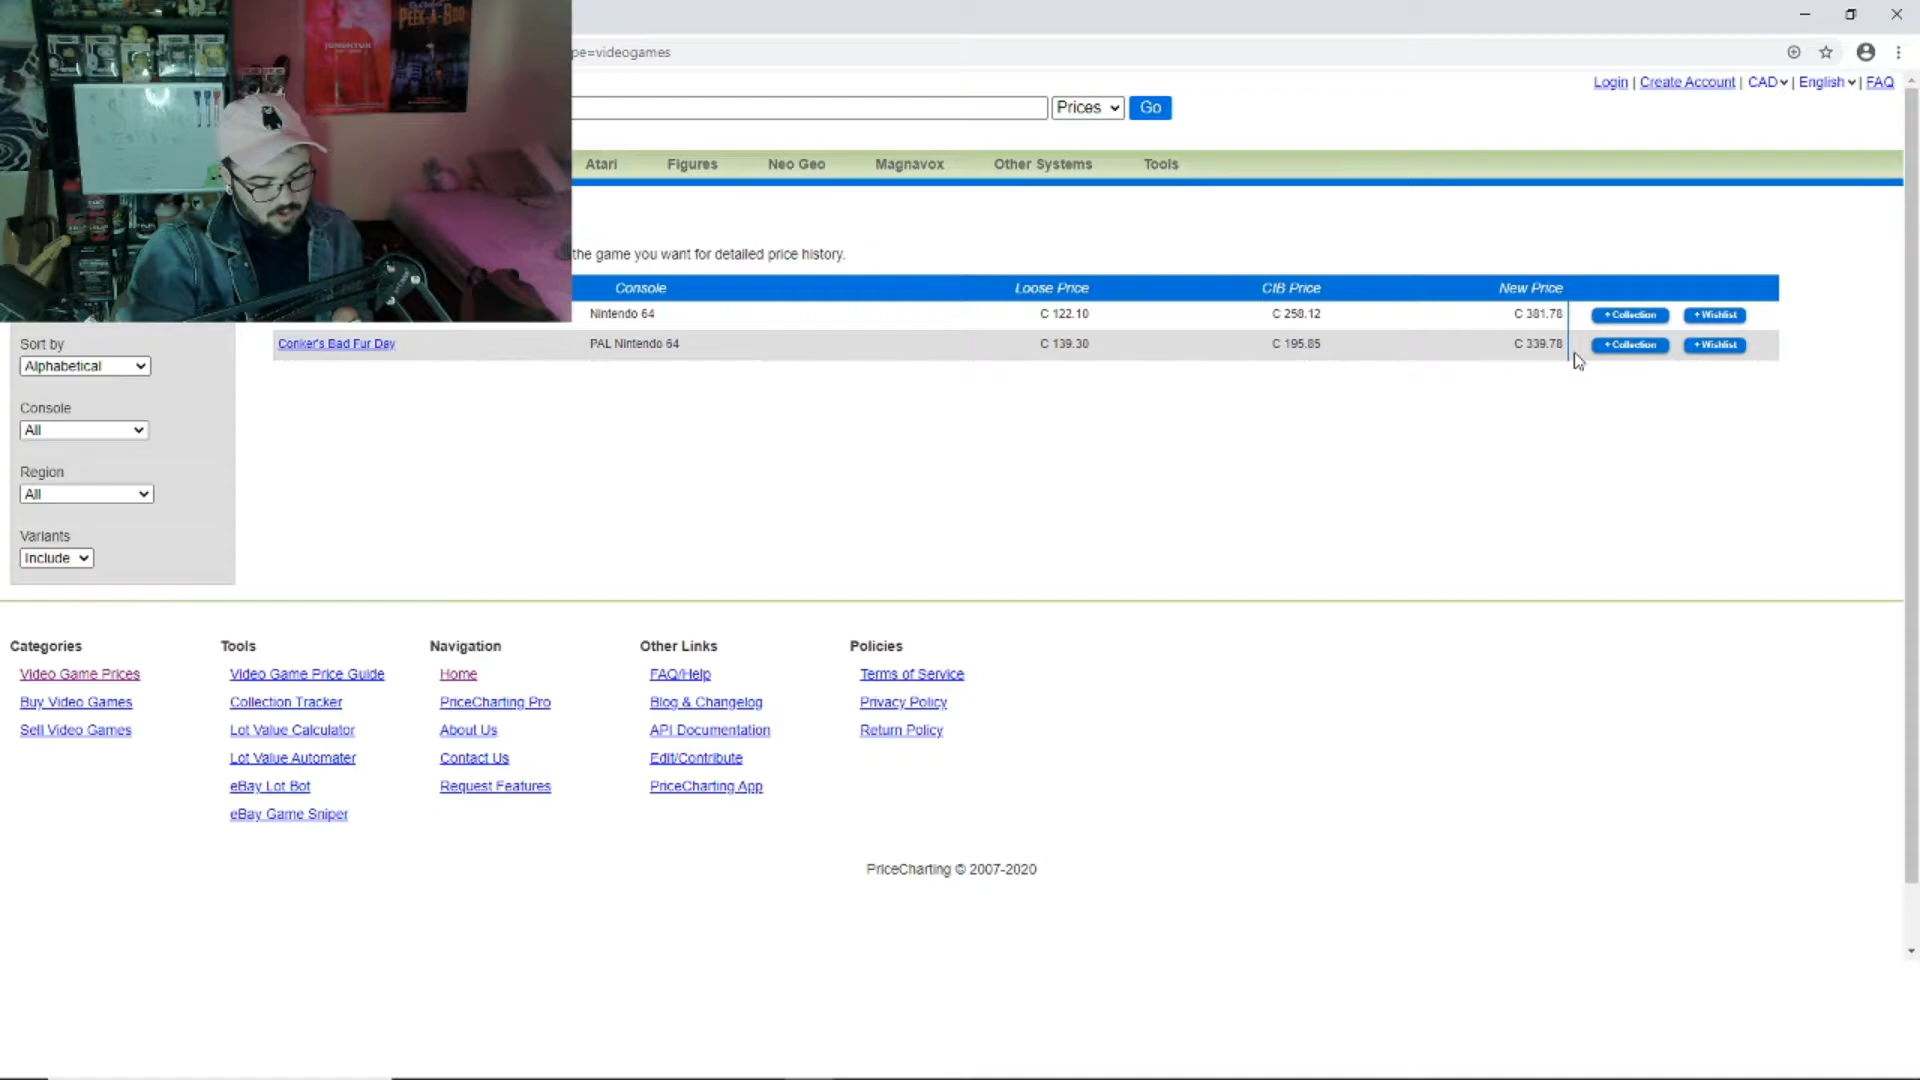 PEEK-A-BOO
pe=videogames
Login | Create Account | CAD | English | FAQ
Prices Go
Atari Figures Neo Geo Magnavox Other Systems Tools
the game you want for detailed price history.
Console Loose Price CIB Price New Price
Nintendo 64 C 122.10 C 258.12 C 381.78 + Collection + Wishlist
Conker's Bad Fur Day PAL Nintendo 64 C 139.30 C 195.85 C 339.78 + Collection + Wishlist
Sort by
Alphabetical
Console
All
Region
All
Variants
Include
Categories Tools Navigation Other Links Policies
Video Game Prices Video Game Price Guide Home FAQ/Help Terms of Service
Buy Video Games Collection Tracker PriceCharting Pro Blog & Changelog Privacy Policy
Sell Video Games Lot Value Calculator About Us API Documentation Return Policy
Lot Value Automater Contact Us Edit/Contribute
eBay Lot Bot Request Features PriceCharting App
eBay Game Sniper
PriceCharting © 2007-2020